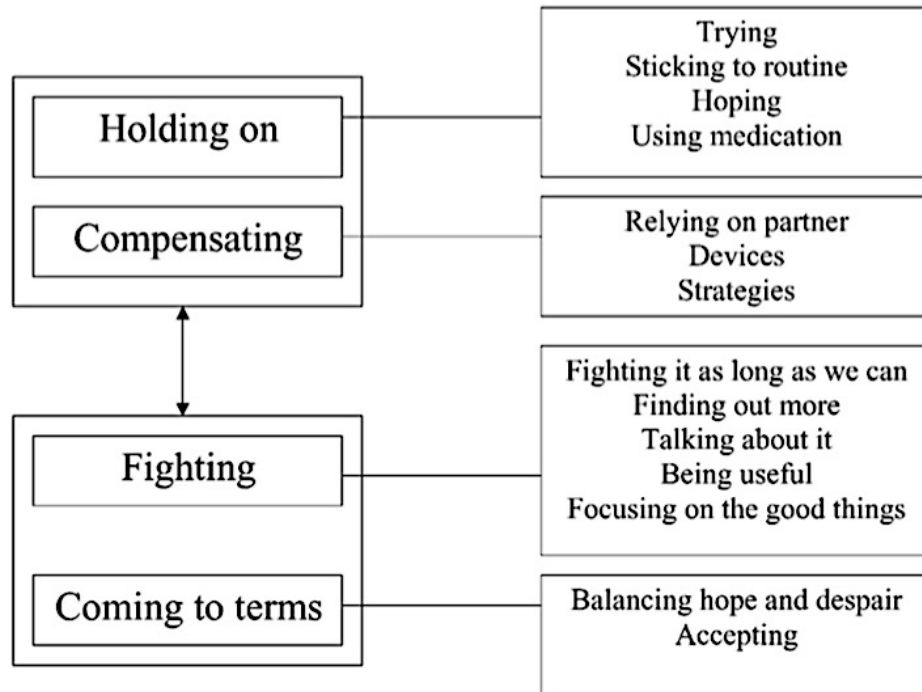 Holding on
Trying
Sticking to routine
Hoping
Using medication
Compensating
Relying on partner
Devices
Strategies
Fighting
Fighting it as long as we can
Finding out more
Talking about it
Being useful
Focusing on the good things
Coming to terms
Balancing hope and despair
Accepting